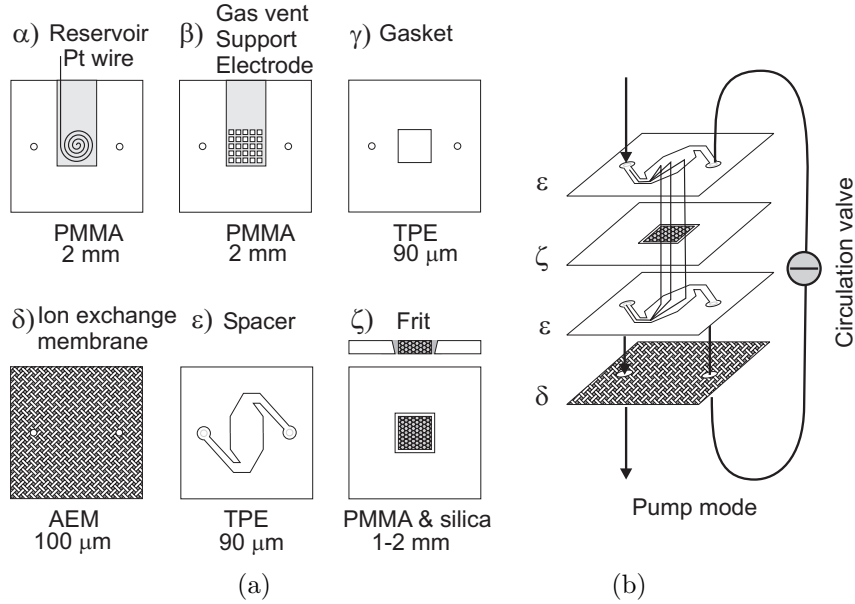 α) Reservoir
Pt wire
PMMA
2 mm
β) Gas vent
Support
Electrode
PMMA
2 mm
γ) Gasket
TPE
90 μm
δ) Ion exchange
membrane
AEM
100 μm
ε) Spacer
TPE
90 μm
ζ) Frit
PMMA & silica
1-2 mm
(a)
ε
ζ
ε
δ
Circulation valve
Pump mode
(b)